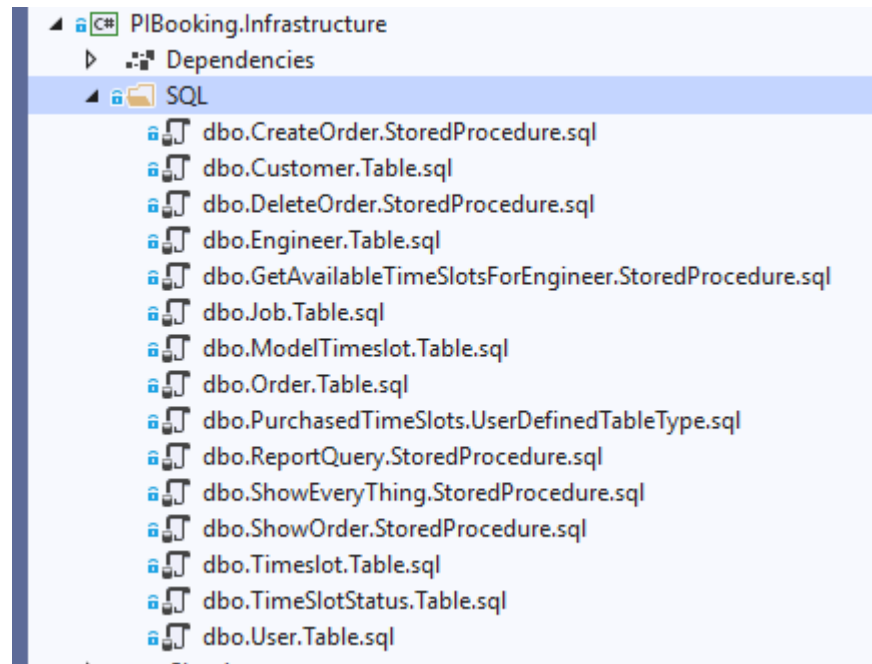 C# PIBooking.Infrastructure
Dependencies
SQL
dbo.CreateOrder.StoredProcedure.sql
dbo.Customer.Table.sql
dbo.DeleteOrder.StoredProcedure.sql
dbo.Engineer.Table.sql
dbo.GetAvailableTimeSlotsForEngineer.StoredProcedure.sql
dbo.Job.Table.sql
dbo.ModelTimeslot.Table.sql
dbo.Order.Table.sql
dbo.PurchasedTimeSlots.UserDefinedTableType.sql
dbo.ReportQuery.StoredProcedure.sql
dbo.ShowEveryThing.StoredProcedure.sql
dbo.ShowOrder.StoredProcedure.sql
dbo.Timeslot.Table.sql
dbo.TimeSlotStatus.Table.sql
dbo.User.Table.sql